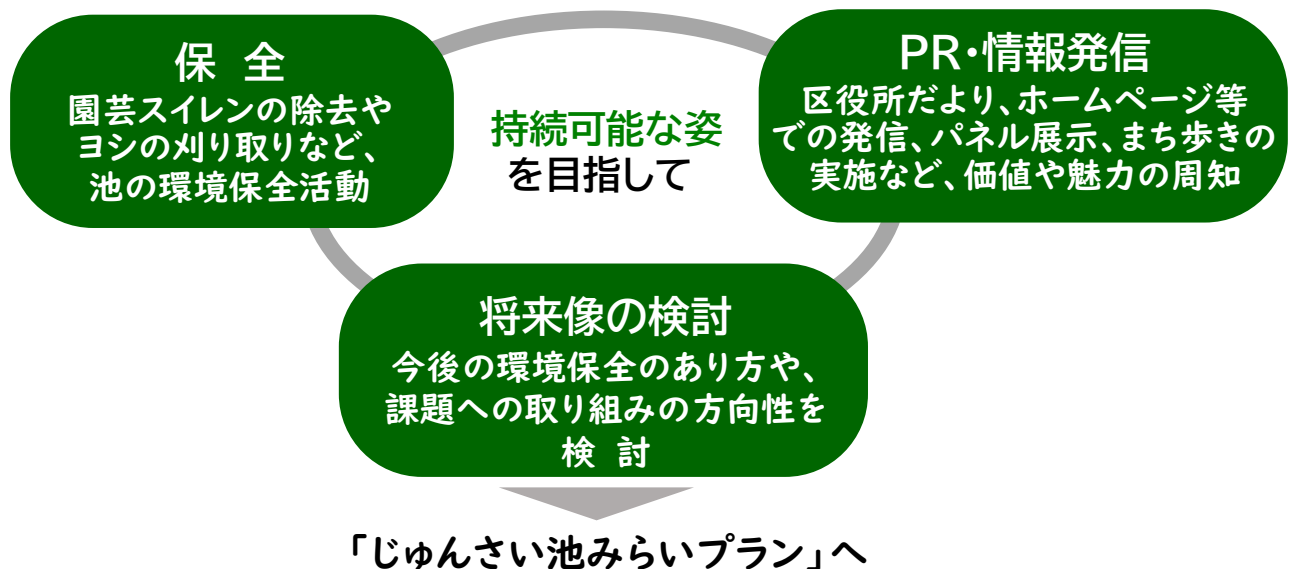 保 全
園芸スイレンの除去や
ヨシの刈り取りなど、
池の環境保全活動
持続可能な姿
を目指して
PR・情報発信
区役所だより、ホームページ等
での発信、パネル展示、まち歩きの
実施など、価値や魅力の周知
将来像の検討
今後の環境保全のあり方や、
課題への取り組みの方向性を
検 討
「じゅんさい池みらいプラン」へ